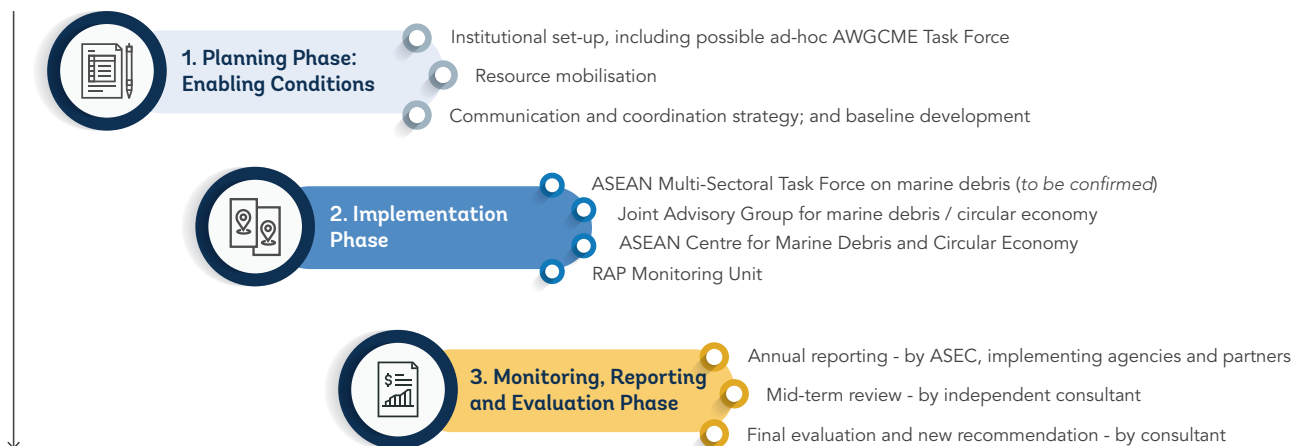 1. Planning Phase:
Enabling Conditions
Institutional set-up, including possible ad-hoc AWGCME Task Force
Resource mobilisation
Communication and coordination strategy; and baseline development
2. Implementation
Phase
ASEAN Multi-Sectoral Task Force on marine debris (to be confirmed)
Joint Advisory Group for marine debris / circular economy
ASEAN Centre for Marine Debris and Circular Economy
RAP Monitoring Unit
3. Monitoring, Reporting
and Evaluation Phase
Annual reporting - by ASEC, implementing agencies and partners
Mid-term review - by independent consultant
Final evaluation and new recommendation - by consultant